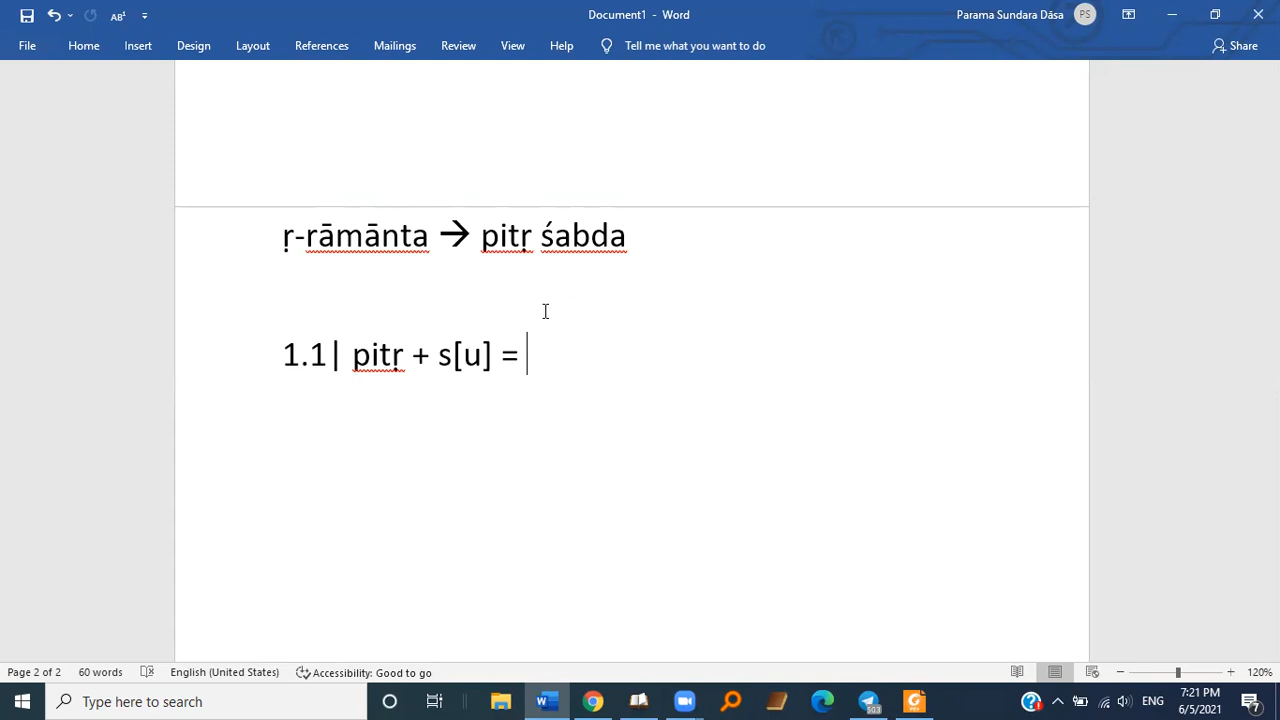 Document1 - Word
Parama Sundara Dāsa
PS
File Home Insert Design Layout References Mailings Review View Help Tell me what you want to do Share
ṛ-rāmānta → pitṛ śabda
1.1| pitṛ + s[u] =
Page 2 of 2 60 words English (United States) Accessibility: Good to go 120%
Type here to search
ENG
7:21 PM
6/5/2021